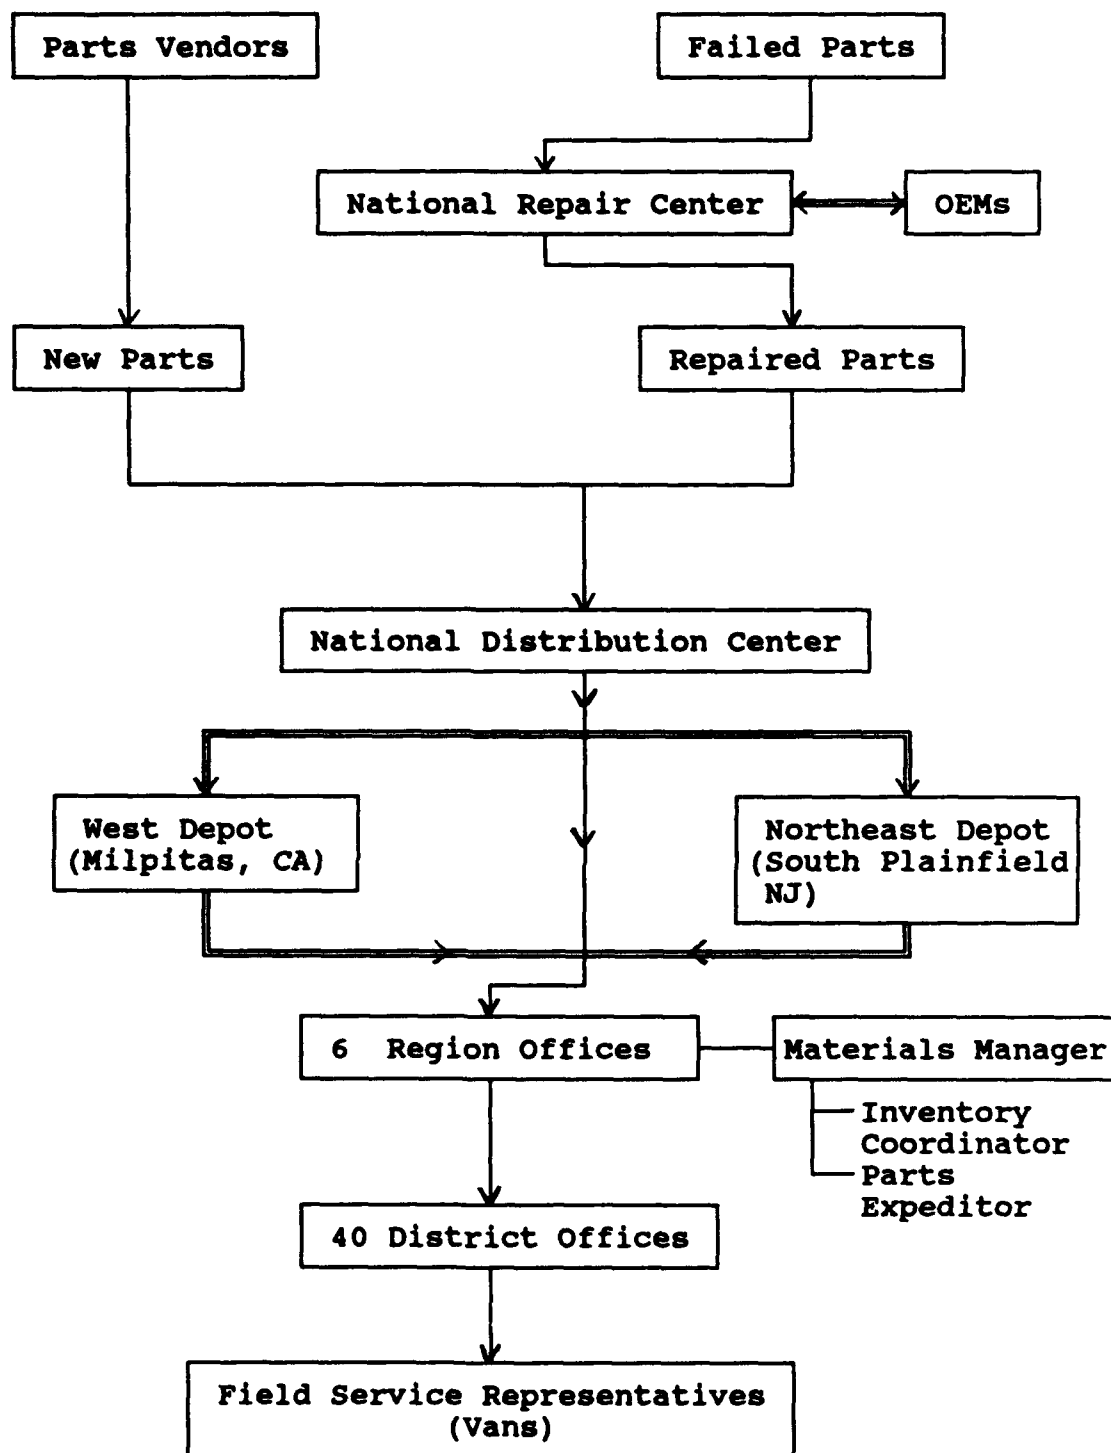 Parts Vendors
Failed Parts
National Repair Center
OEMs
New Parts
Repaired Parts
National Distribution Center
West Depot
(Milpitas, CA)
Northeast Depot
(South Plainfield
NJ)
6 Region Offices
Materials Manager
Inventory
Coordinator
Parts
Expeditor
40 District Offices
Field Service Representatives
(Vans)